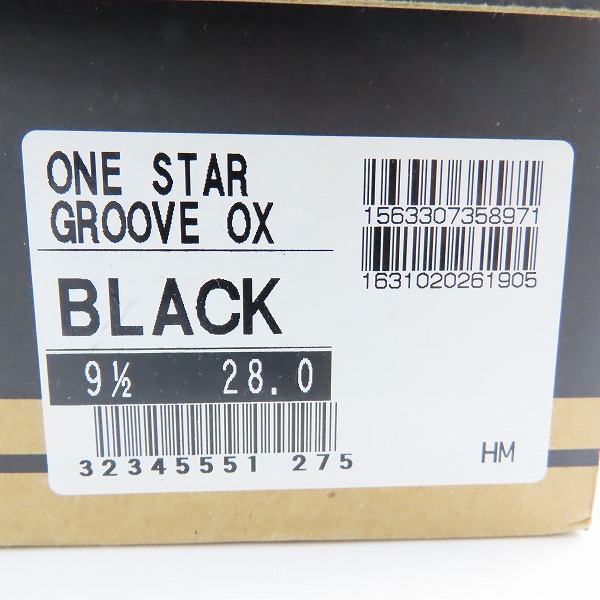 ONE STAR
GROOVE OX
1563307358971
1631020261905
BLACK
9½ 28.0
32345551 275
HM